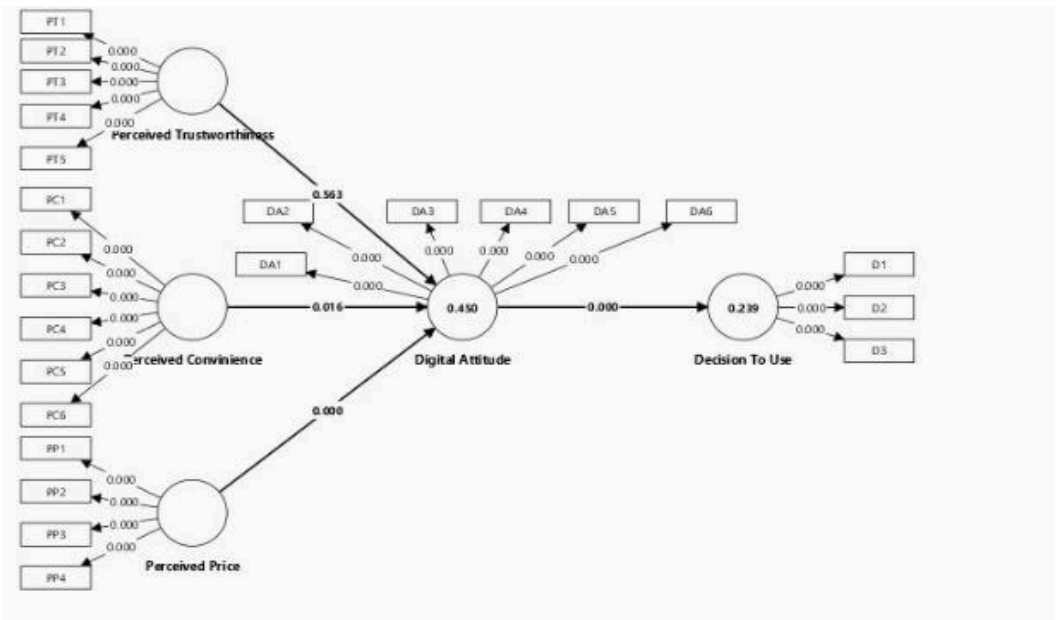 PT1
0.000
PT2
0.000
PT3
0.000
PT4
0.000
PT5
0.000
Perceived Trustworthiness
0.563
PC1
0.000
PC2
0.000
PC3
0.000
PC4
0.000
PC5
0.000
PC6
0.000
erceived Convinience
0.016
PP1
0.000
PP2
0.000
PP3
0.000
PP4
0.000
Perceived Price
0.000
DA1
0.000
DA2
0.000
DA3
0.000
DA4
0.000
DA5
0.000
DA6
0.000
0.450
Digital Attitude
0.000
0.239
Decision To Use
D1
0.000
D2
0.000
D3
0.000